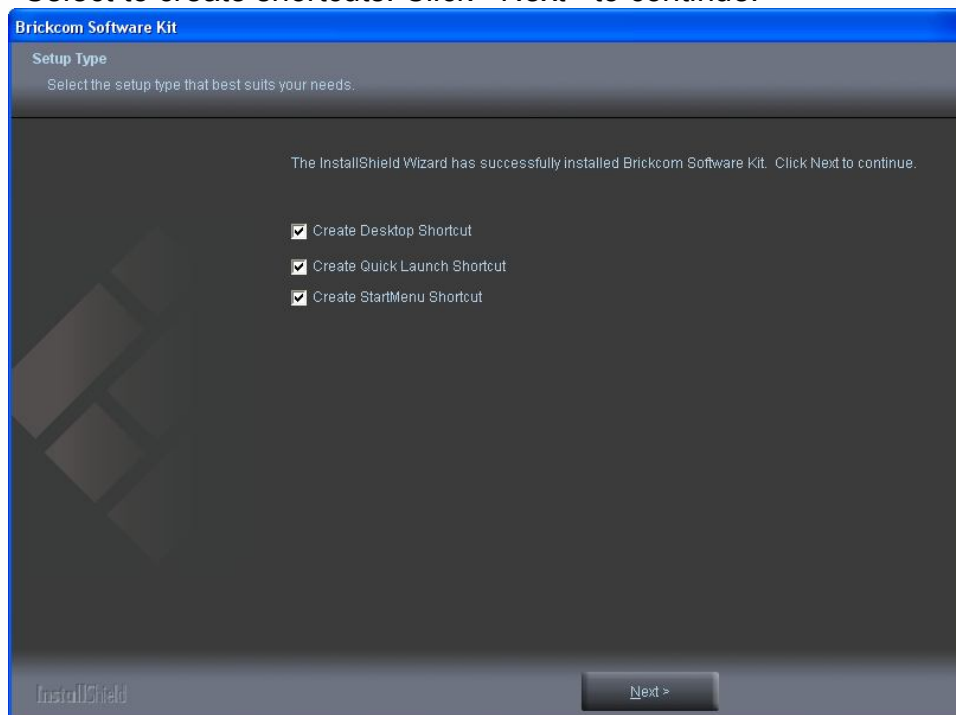 Select to create shortcuts. Click "Next" to continue.
Brickcom Software Kit
Setup Type
Select the setup type that best suits your needs.
The InstallShield Wizard has successfully installed Brickcom Software Kit. Click Next to continue.
Create Desktop Shortcut
Create Quick Launch Shortcut
Create StartMenu Shortcut
InstallShield
Next >